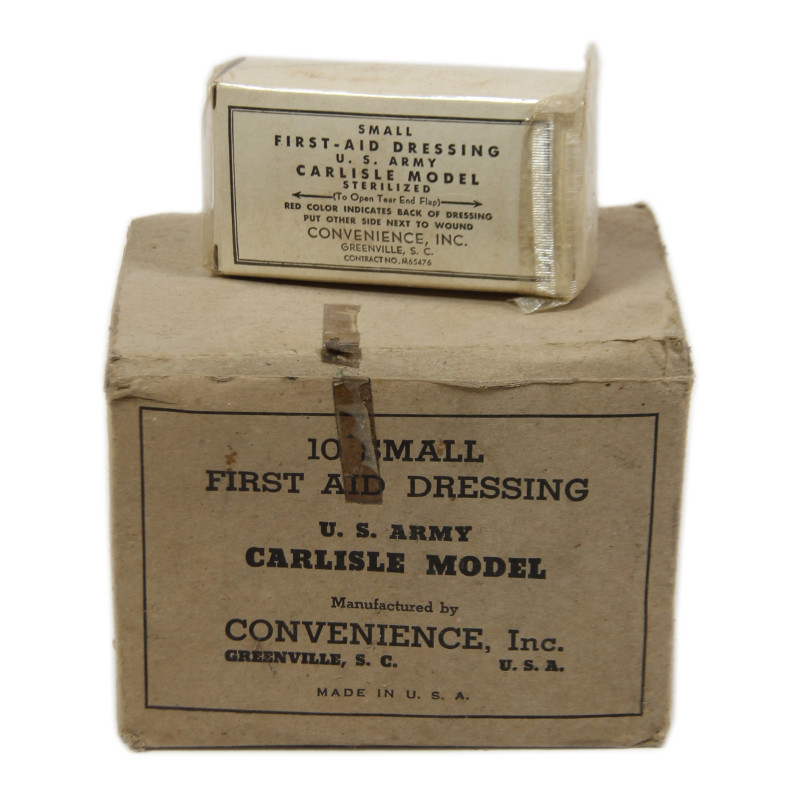 SMALL
FIRST-AID DRESSING
U. S. ARMY
CARLISLE MODEL
STERILIZED
(To Open Tear End Flap)
RED COLOR INDICATES BACK OF DRESSING
PUT OTHER SIDE NEXT TO WOUND
CONVENIENCE, INC.
GREENVILLE, S. C.
CONTRACT NO. M65476
10 SMALL
FIRST AID DRESSING
U. S. ARMY
CARLISLE MODEL
Manufactured by
CONVENIENCE, Inc.
GREENVILLE, S. C. U. S. A.
MADE IN U. S. A.